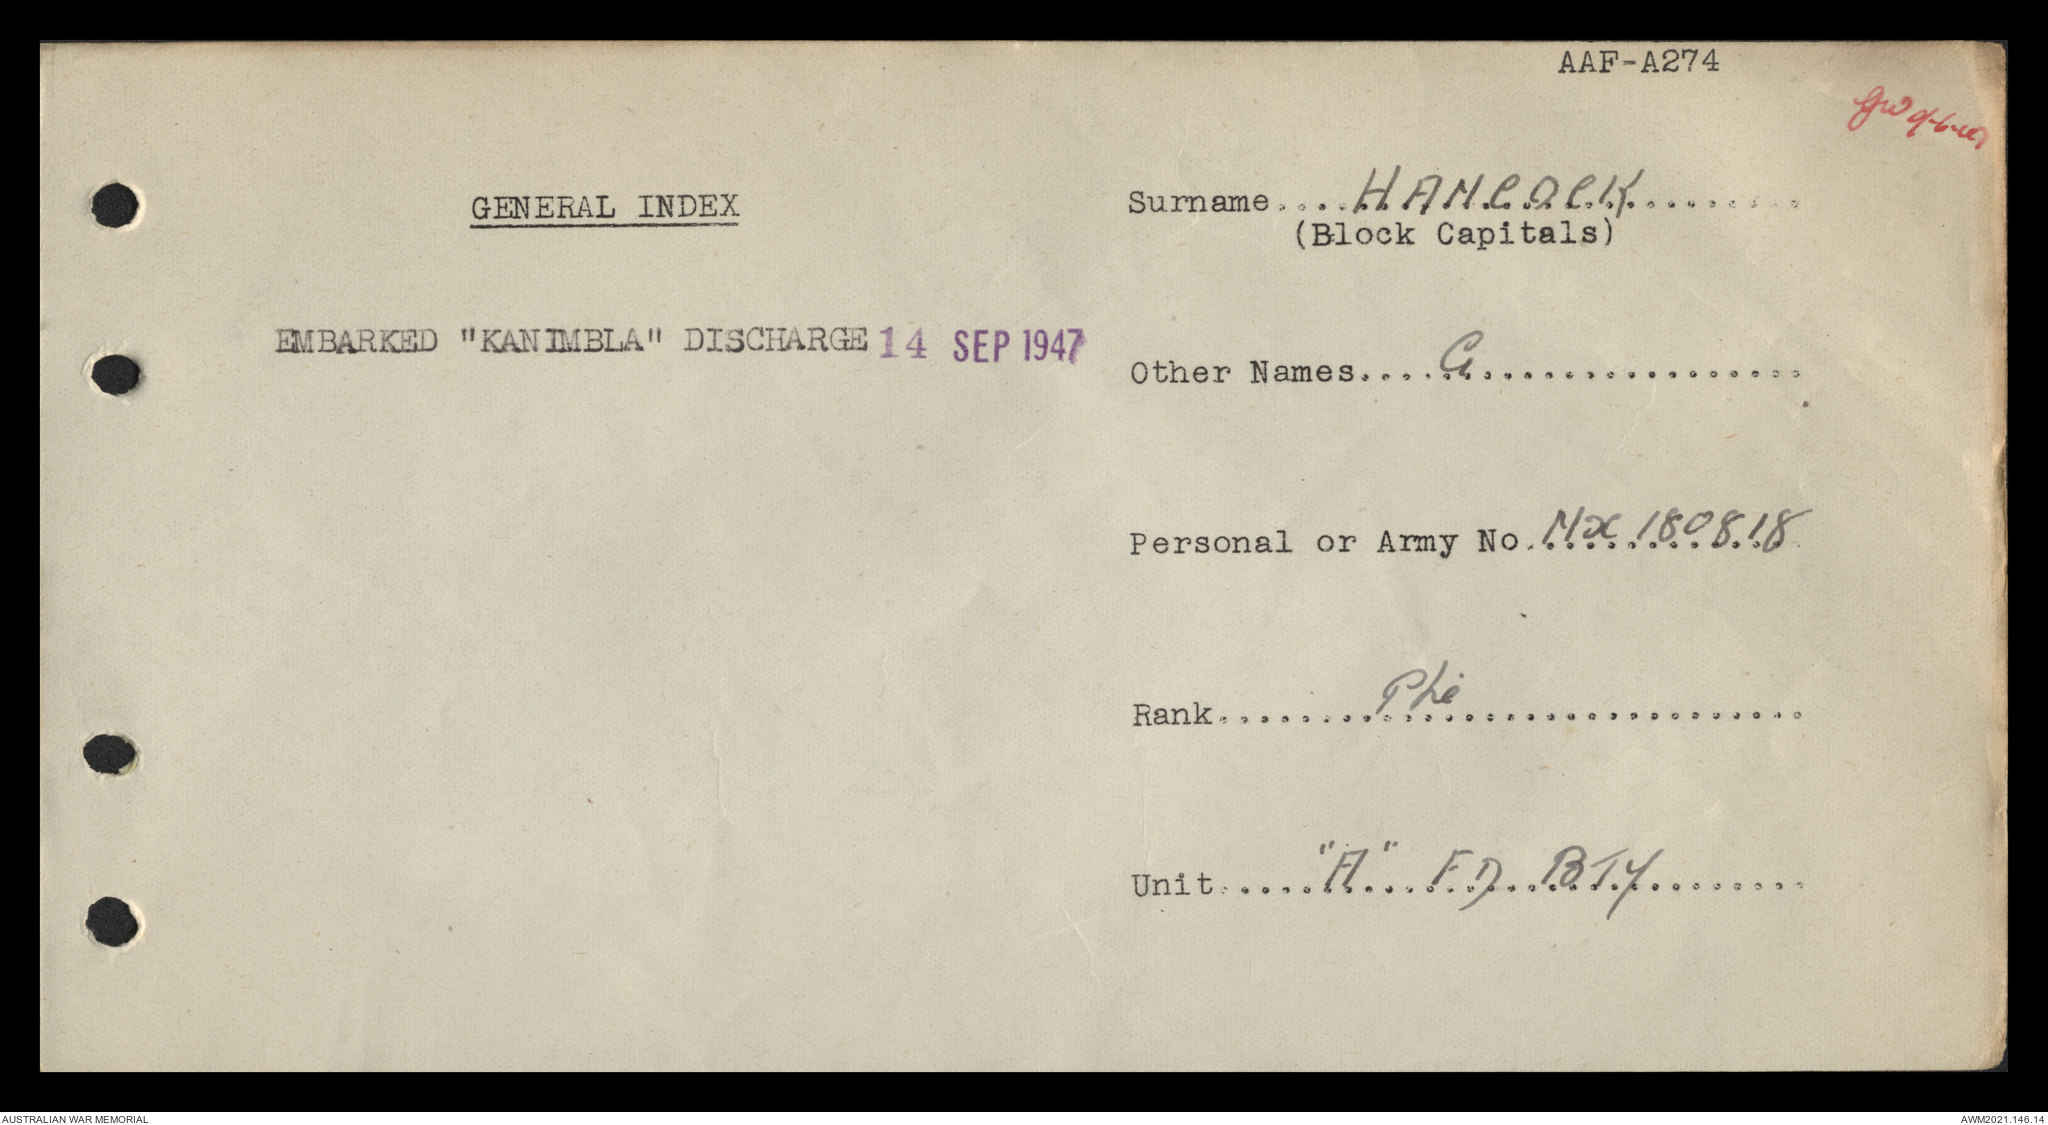 AAF-A274
GENERAL INDEX
EMBARKED "KANIMBLA" DISCHARGE 14 SEP 1947
Surname....HANCOCK.........
(Block Capitals)
Other Names....G................
Personal or Army No. NX 180818
Rank........Pte................
Unit....."A" FD BTY........
AUSTRALIAN WAR MEMORIAL
AWM2021.146.14